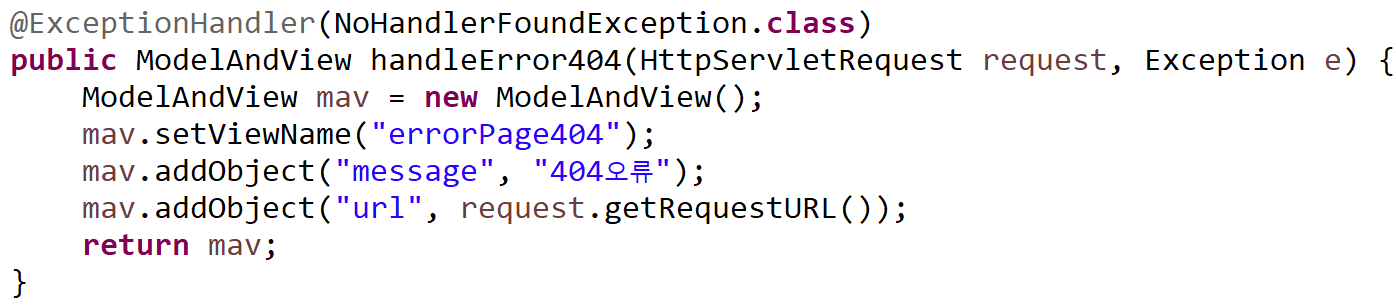 @ExceptionHandler(NoHandlerFoundException.class)
public ModelAndView handleError404(HttpServletRequest request, Exception e) {
    ModelAndView mav = new ModelAndView();
    mav.setViewName("errorPage404");
    mav.addObject("message", "404오류");
    mav.addObject("url", request.getRequestURL());
    return mav;
}